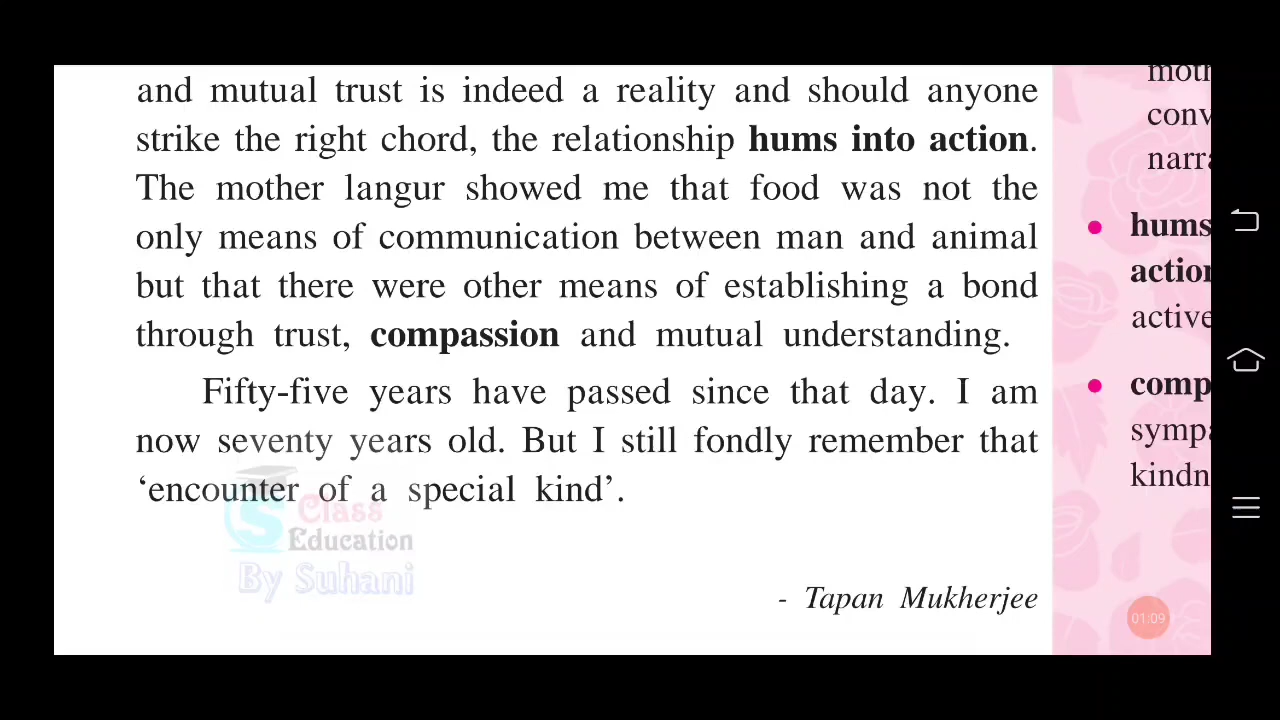 and mutual trust is indeed a reality and should anyone
strike the right chord, the relationship hums into action.
The mother langur showed me that food was not the
only means of communication between man and animal
but that there were other means of establishing a bond
through trust, compassion and mutual understanding.
Fifty-five years have passed since that day. I am
now seventy years old. But I still fondly remember that
‘encounter of a special kind’.
- Tapan Mukherjee
S Class
Education
By Suhani
hums
active
01:09